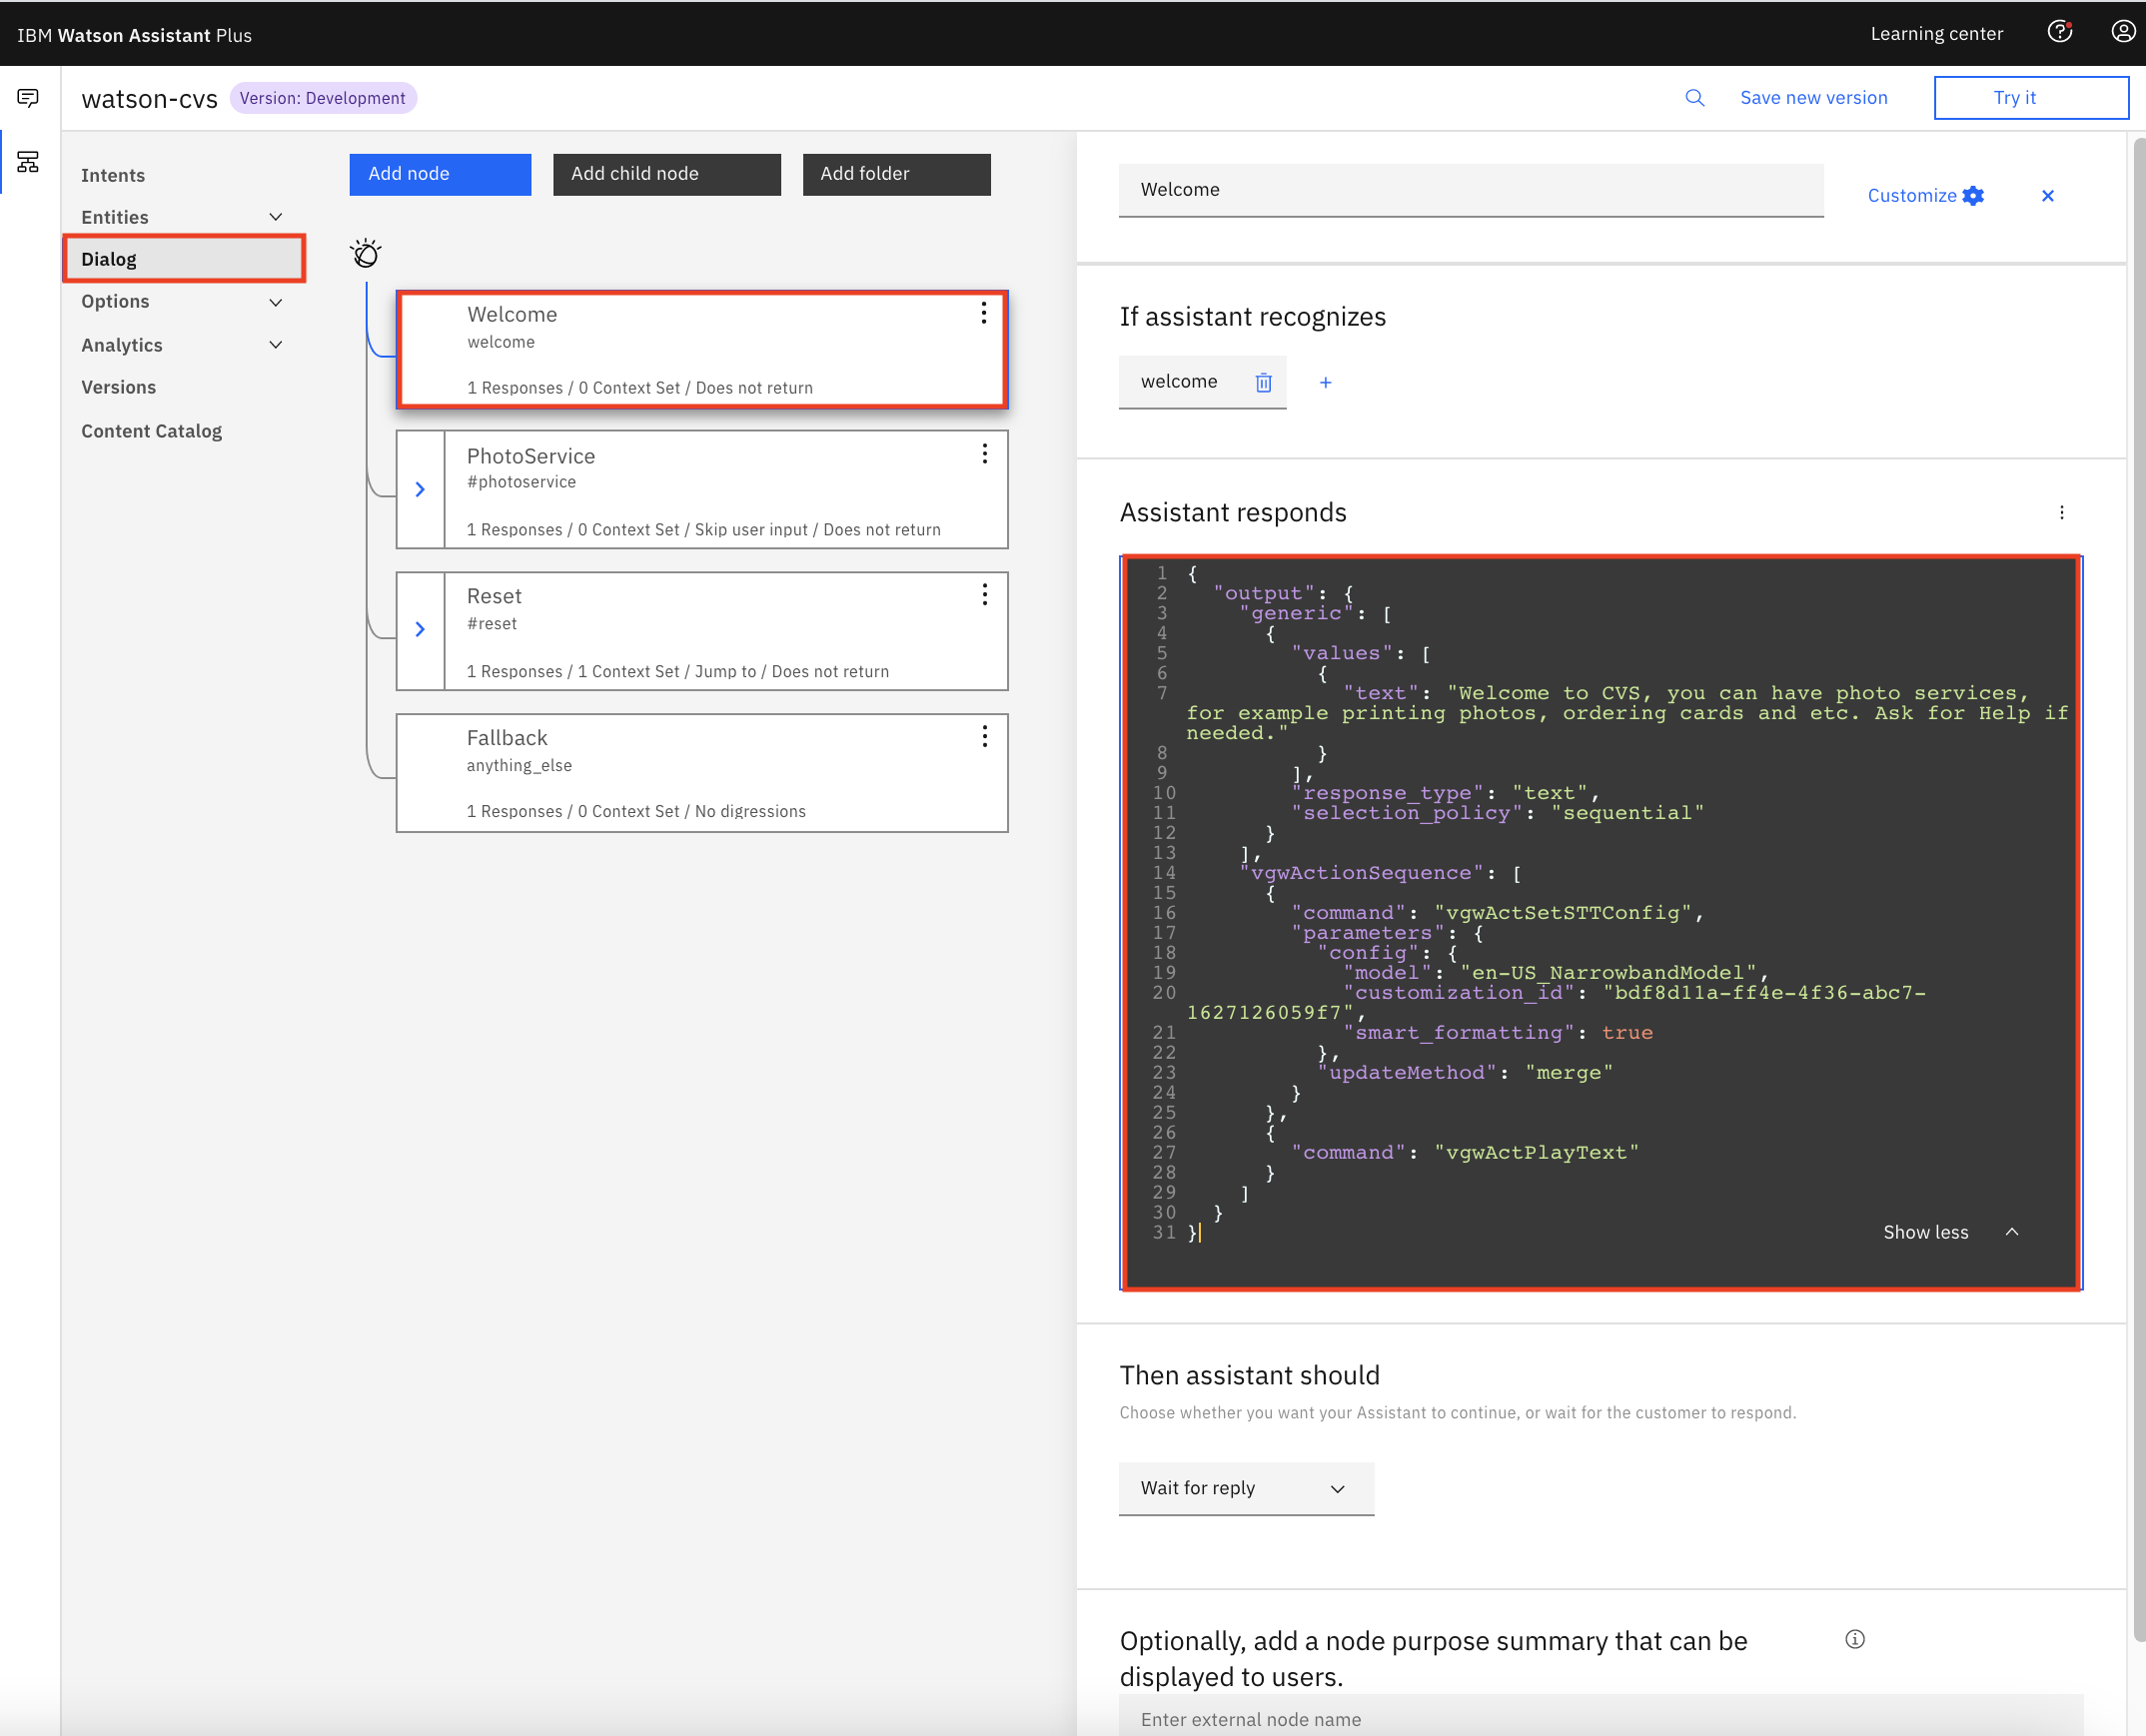 IBM Watson Assistant Plus
Learning center
watson-cvs
Version: Development
Save new version
Try it
Intents
Entities
Dialog
Options
Analytics
Versions
Content Catalog
Add node
Add child node
Add folder
Welcome
welcome
1 Responses / 0 Context Set / Does not return
PhotoService
#photoservice
1 Responses / 0 Context Set / Skip user input / Does not return
Reset
#reset
1 Responses / 1 Context Set / Jump to / Does not return
Fallback
anything_else
1 Responses / 0 Context Set / No digressions
Welcome
Customize
If assistant recognizes
welcome
Assistant responds
1 {
2 "output": {
3 "generic": [
4 {
5 "values": [
6 {
7 "text": "Welcome to CVS, you can have photo services,
for example printing photos, ordering cards and etc. Ask for Help if
needed."
8 }
9 ],
10 "response_type": "text",
11 "selection_policy": "sequential"
12 }
13 ],
14 "vgwActionSequence": [
15 {
16 "command": "vgwActSetSTTConfig",
17 "parameters": {
18 "config": {
19 "model": "en-US_NarrowbandModel",
20 "customization_id": "bdf8d11a-ff4e-4f36-abc7-
1627126059f7",
21 "smart_formatting": true
22 },
23 "updateMethod": "merge"
24 }
25 },
26 {
27 "command": "vgwActPlayText"
28 }
29 ]
30 }
31 }
Show less
Then assistant should
Choose whether you want your Assistant to continue, or wait for the customer to respond.
Wait for reply
Optionally, add a node purpose summary that can be
displayed to users.
Enter external node name